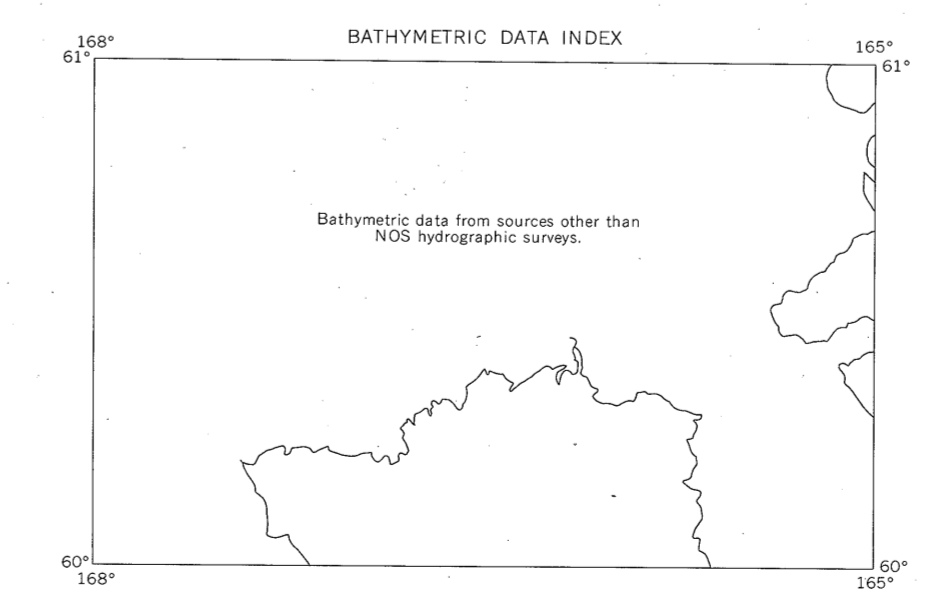 BATHYMETRIC DATA INDEX
168° 165°
61° 61°
Bathymetric data from sources other than
NOS hydrographic surveys.
60° 60°
168° 165°